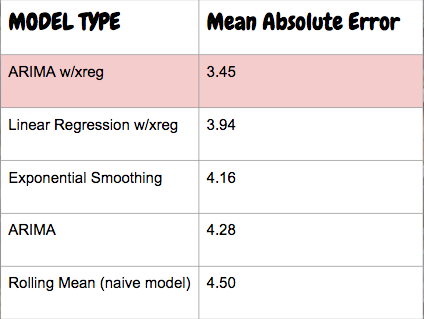 MODEL TYPE Mean Absolute Error
ARIMA w/xreg 3.45
Linear Regression w/xreg 3.94
Exponential Smoothing 4.16
ARIMA 4.28
Rolling Mean (naive model) 4.50